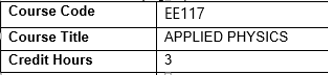 Course Code EE117
Course Title APPLIED PHYSICS
Credit Hours 3